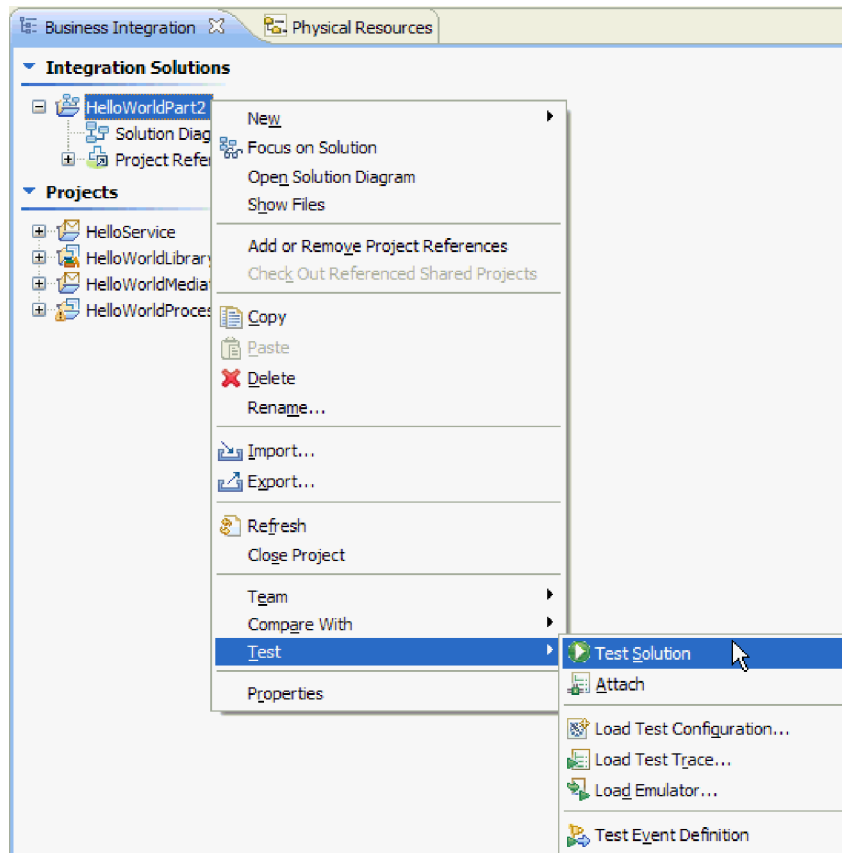 Business Integration
Physical Resources
Integration Solutions
HelloWorldPart2
Solution Diag
Project Refe
Projects
HelloService
HelloWorldLibrary
HelloWorldMedia
HelloWorldProces
New
Focus on Solution
Open Solution Diagram
Show Files
Add or Remove Project References
Check Out Referenced Shared Projects
Copy
Paste
Delete
Rename...
Import...
Export...
Refresh
Close Project
Team
Compare With
Test
Properties
Test Solution
Attach
Load Test Configuration...
Load Test Trace...
Load Emulator...
Test Event Definition